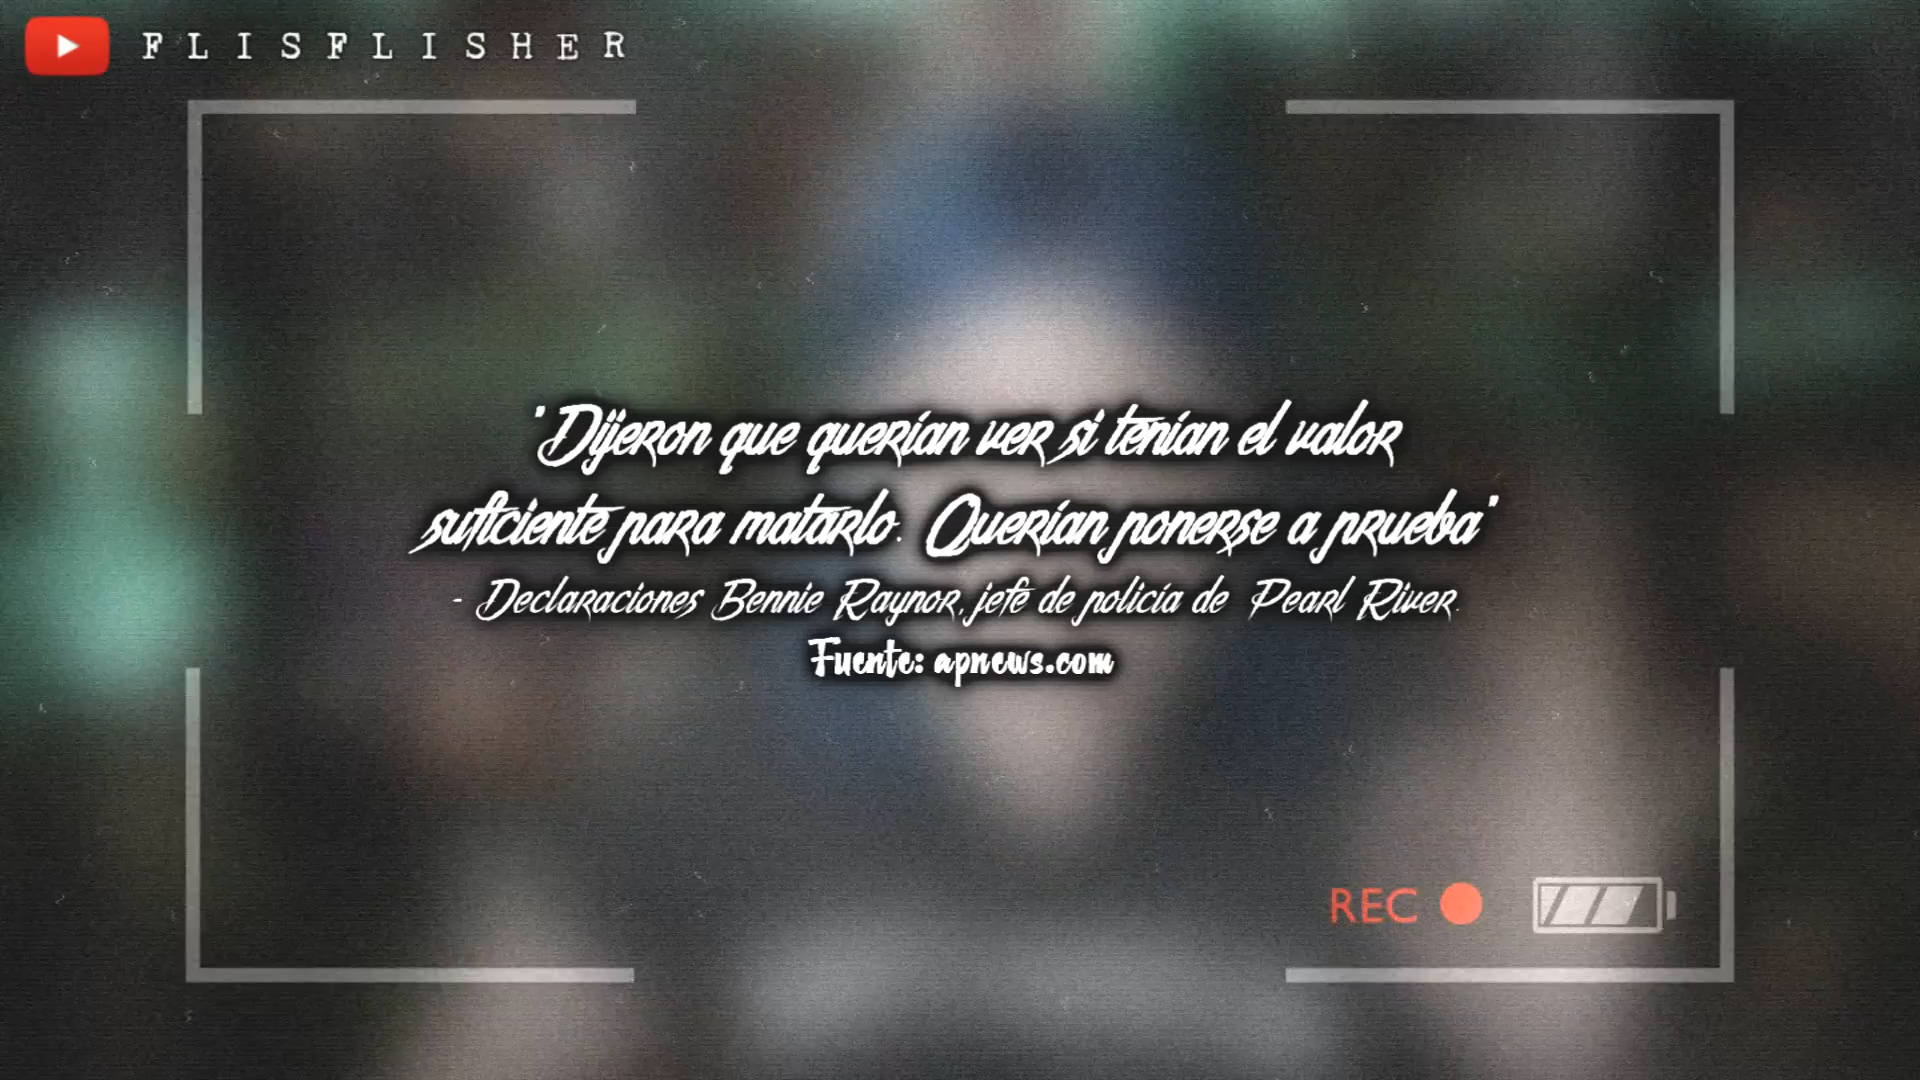 FLISFLISHER
"Dijeron que querían ver si tenían el valor
suficiente para matarlo. Querían ponerse a prueba"
- Declaraciones Bennie Raynor, jefe de policía de Pearl River.
Fuente: apnews.com
REC